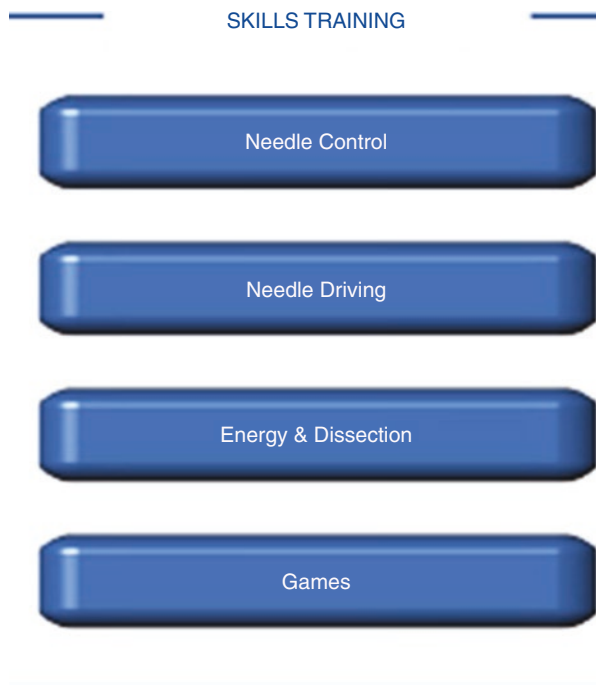 SKILLS TRAINING
Needle Control
Needle Driving
Energy & Dissection
Games